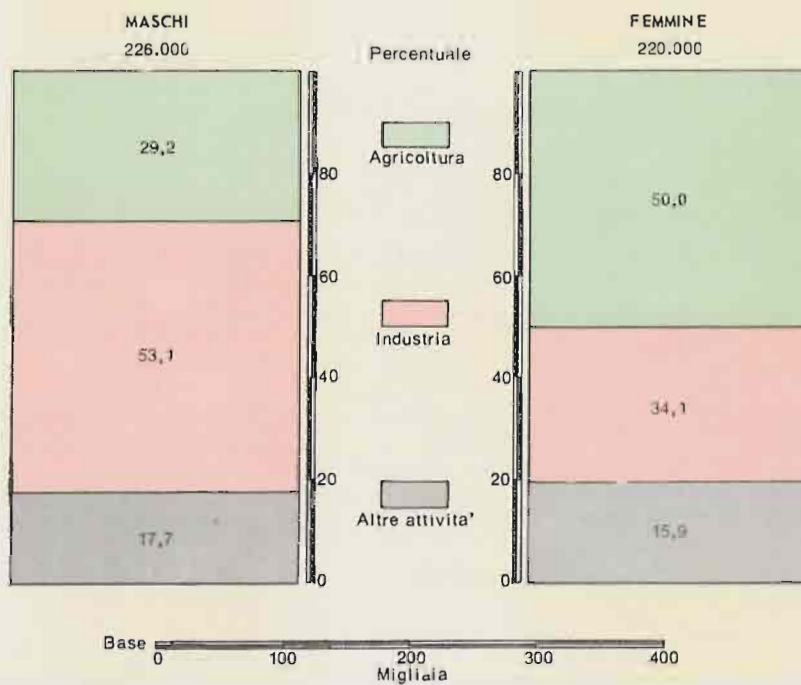 MASCHI
226.000
29,2
53,1
17,7
Percentuale
80
60
40
20
0
Agricoltura
Industria
Altre attivita'
FEMMINE
220.000
80
60
40
20
0
50,0
34,1
15,9
Base
0 100 200 300 400
Migliaia